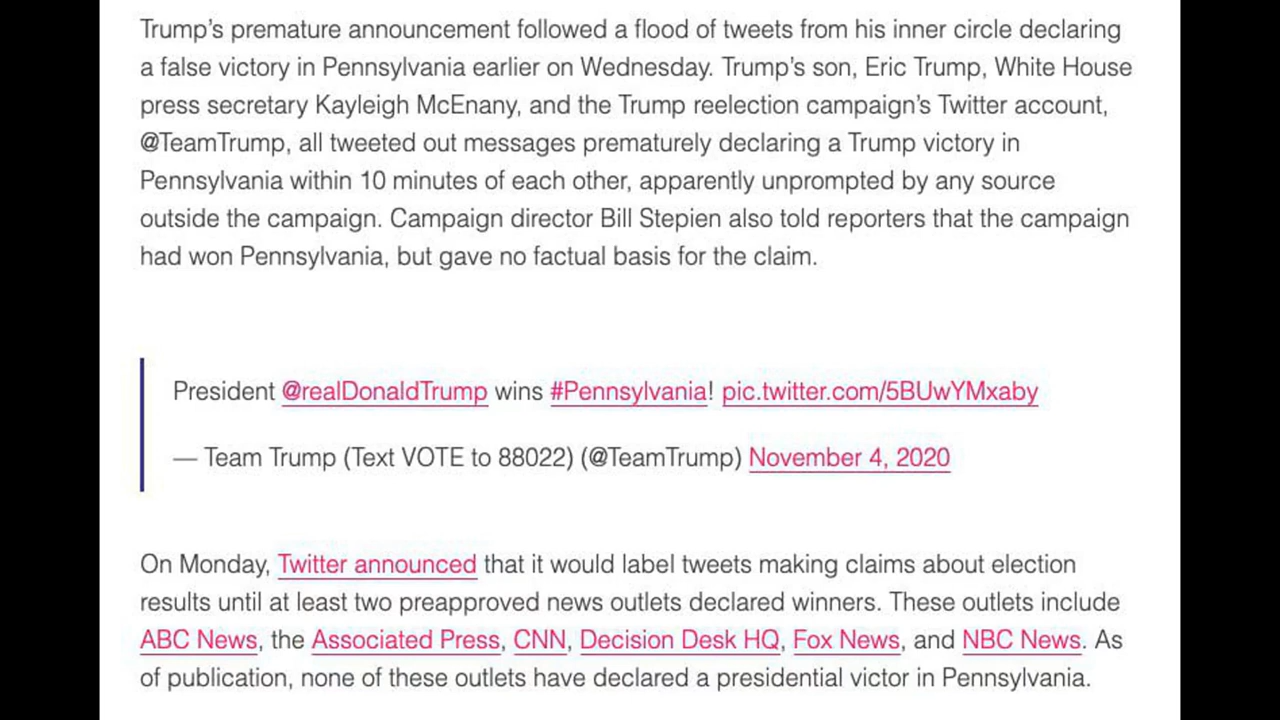 Trump’s premature announcement followed a flood of tweets from his inner circle declaring
a false victory in Pennsylvania earlier on Wednesday. Trump’s son, Eric Trump, White House
press secretary Kayleigh McEnany, and the Trump reelection campaign’s Twitter account,
@TeamTrump, all tweeted out messages prematurely declaring a Trump victory in
Pennsylvania within 10 minutes of each other, apparently unprompted by any source
outside the campaign. Campaign director Bill Stepien also told reporters that the campaign
had won Pennsylvania, but gave no factual basis for the claim.
President @realDonaldTrump wins #Pennsylvania! pic.twitter.com/5BUwYMxaby
— Team Trump (Text VOTE to 88022) (@TeamTrump) November 4, 2020
On Monday, Twitter announced that it would label tweets making claims about election
results until at least two preapproved news outlets declared winners. These outlets include
ABC News, the Associated Press, CNN, Decision Desk HQ, Fox News, and NBC News. As
of publication, none of these outlets have declared a presidential victor in Pennsylvania.